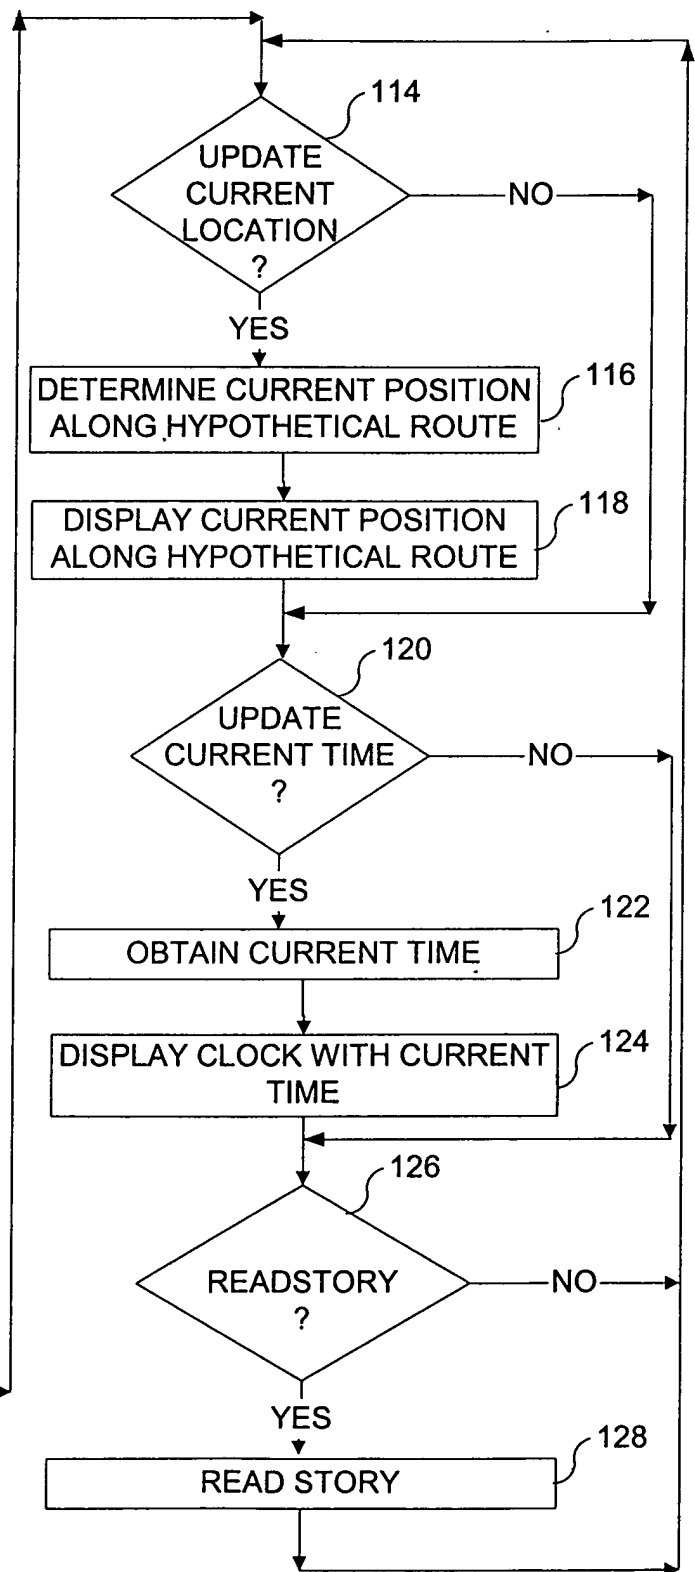 114
UPDATE
CURRENT
LOCATION
?
NO
YES
116
DETERMINE CURRENT POSITION
ALONG HYPOTHETICAL ROUTE
118
DISPLAY CURRENT POSITION
ALONG HYPOTHETICAL ROUTE
120
UPDATE
CURRENT TIME
?
NO
YES
122
OBTAIN CURRENT TIME
124
DISPLAY CLOCK WITH CURRENT
TIME
126
READSTORY
?
NO
YES
128
READ STORY